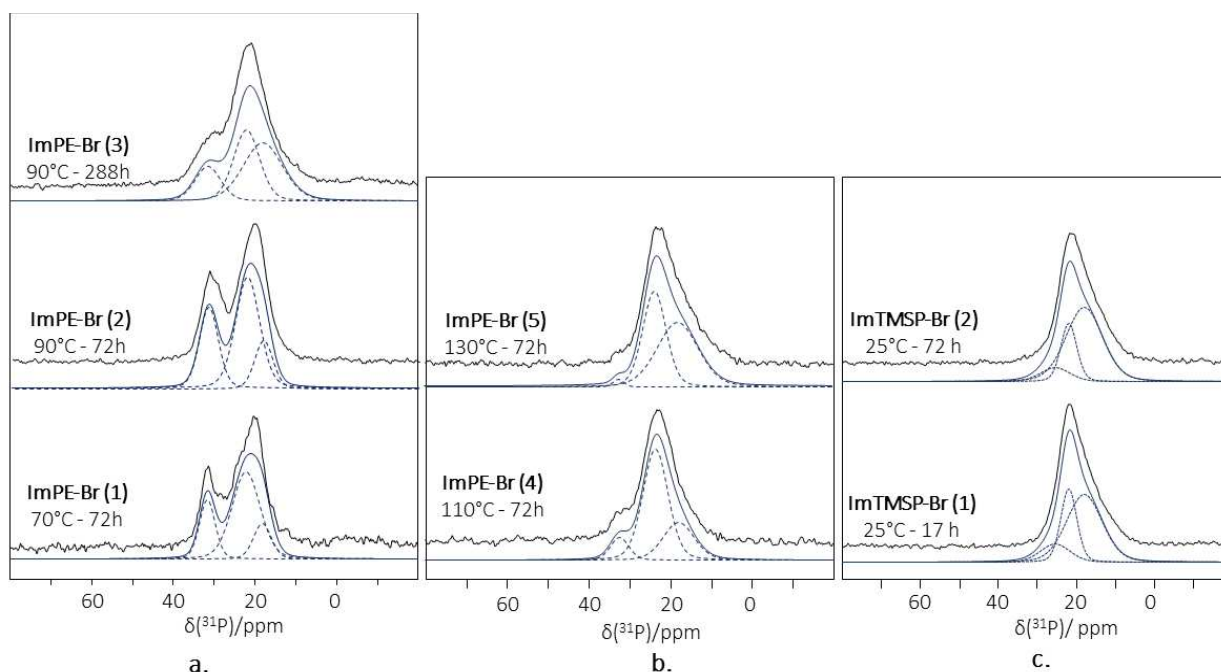 ImPE-Br (3)
90°C - 288h
ImPE-Br (2)
90°C - 72h
ImPE-Br (1)
70°C - 72h
60 40 20 0
δ(³¹P)/ppm
a.
ImPE-Br (5)
130°C - 72h
ImPE-Br (4)
110°C - 72h
60 40 20 0
δ(³¹P)/ppm
b.
ImTMSP-Br (2)
25°C - 72 h
ImTMSP-Br (1)
25°C - 17 h
60 40 20 0
δ(³¹P)/ ppm
c.